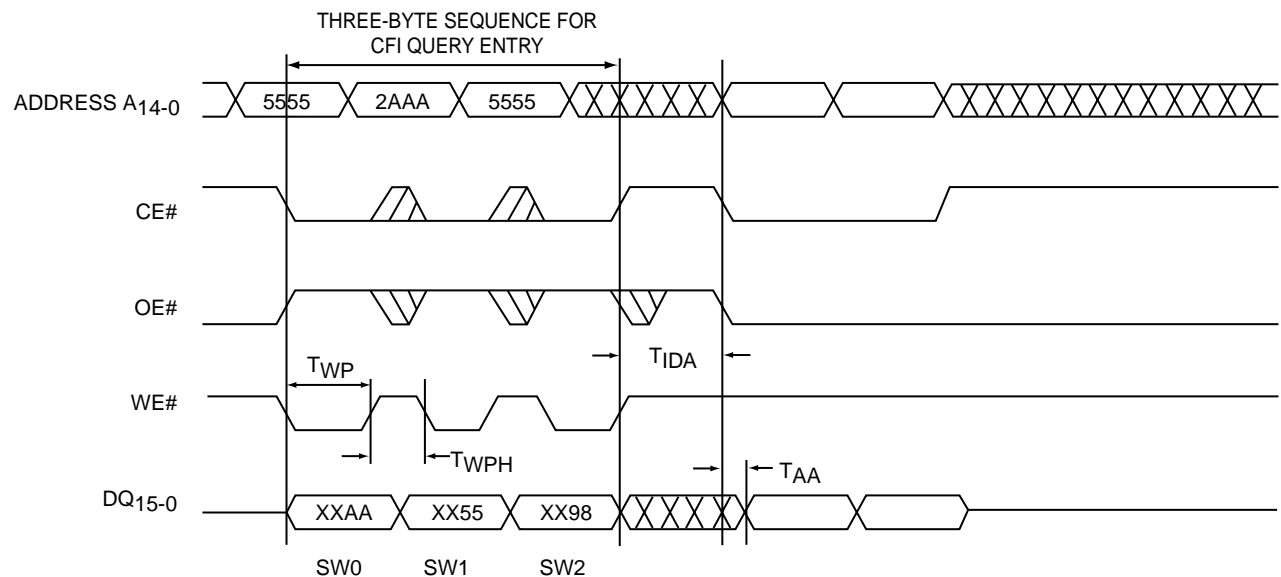 THREE-BYTE SEQUENCE FOR
CFI QUERY ENTRY
ADDRESS A14-0
5555
2AAA
5555
CE#
OE#
TIDA
TWP
WE#
TWPH
TAA
DQ15-0
XXAA
XX55
XX98
SW0
SW1
SW2